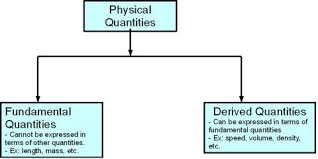 Physical
Quantities
Fundamental
Quantities
- Cannot be expressed in
terms of other quantities.
- Ex: length, mass, etc.
Derived Quantities
- Can be expressed in terms of
fundamental quantities
- Ex: speed, volume, density,
etc.